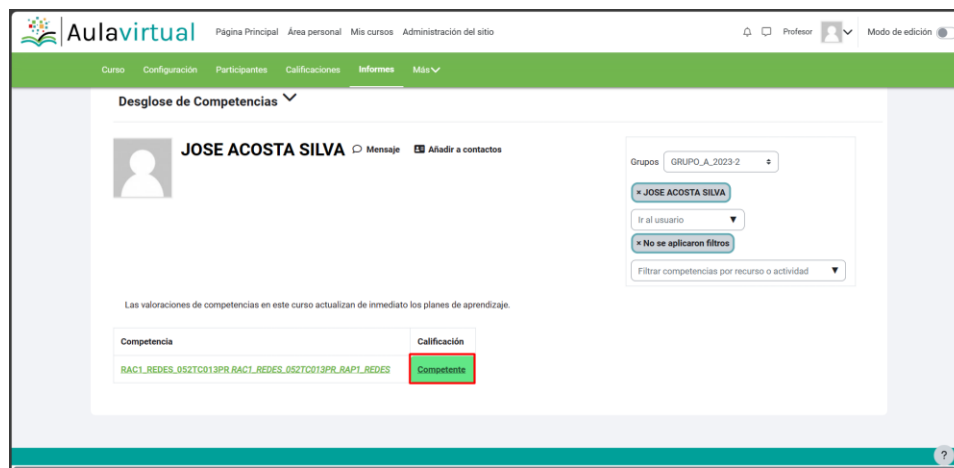 Aulavirtual
Página Principal Área personal Mis cursos Administración del sitio
Profesor
Modo de edición
Curso Configuración Participantes Calificaciones Informes Más
Desglose de Competencias
JOSE ACOSTA SILVA Mensaje Añadir a contactos
Grupos GRUPO_A_2023-2
× JOSE ACOSTA SILVA
Ir al usuario ▼
× No se aplicaron filtros
Filtrar competencias por recurso o actividad ▼
Las valoraciones de competencias en este curso actualizan de inmediato los planes de aprendizaje.
Competencia Calificación
RAC1_REDES_052TC013PR RAC1_REDES_052TC013PR_RAP1_REDES Competente
?